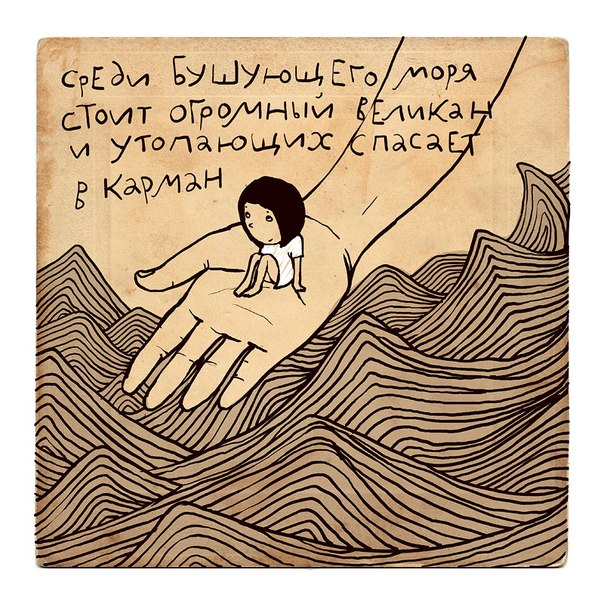 среди бушующего моря
стоит огромный великан
и утопающих спасает
в карман